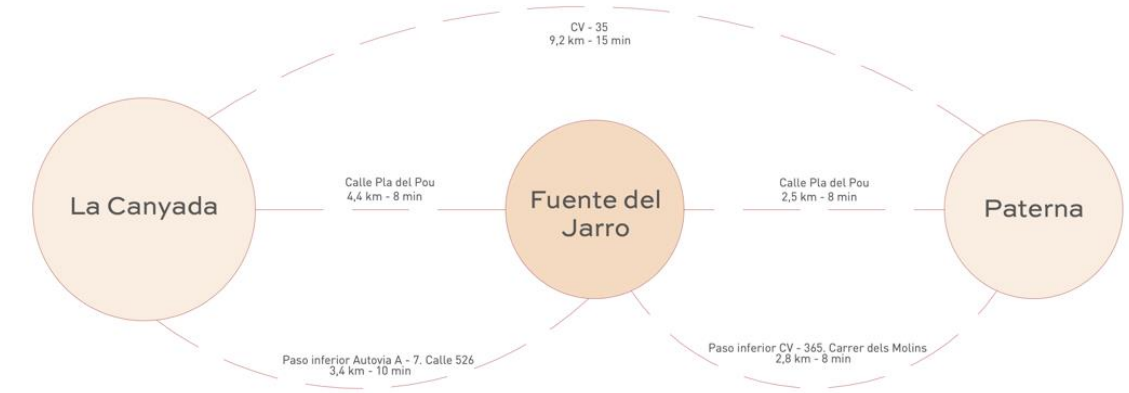 CV - 35
9,2 km - 15 min
La Canyada
Calle Pla del Pou
4,4 km - 8 min
Fuente del
Jarro
Calle Pla del Pou
2,5 km - 8 min
Paterna
Paso inferior Autovia A - 7. Calle 526
3,4 km - 10 min
Paso inferior CV - 365. Carrer dels Molins
2,8 km - 8 min